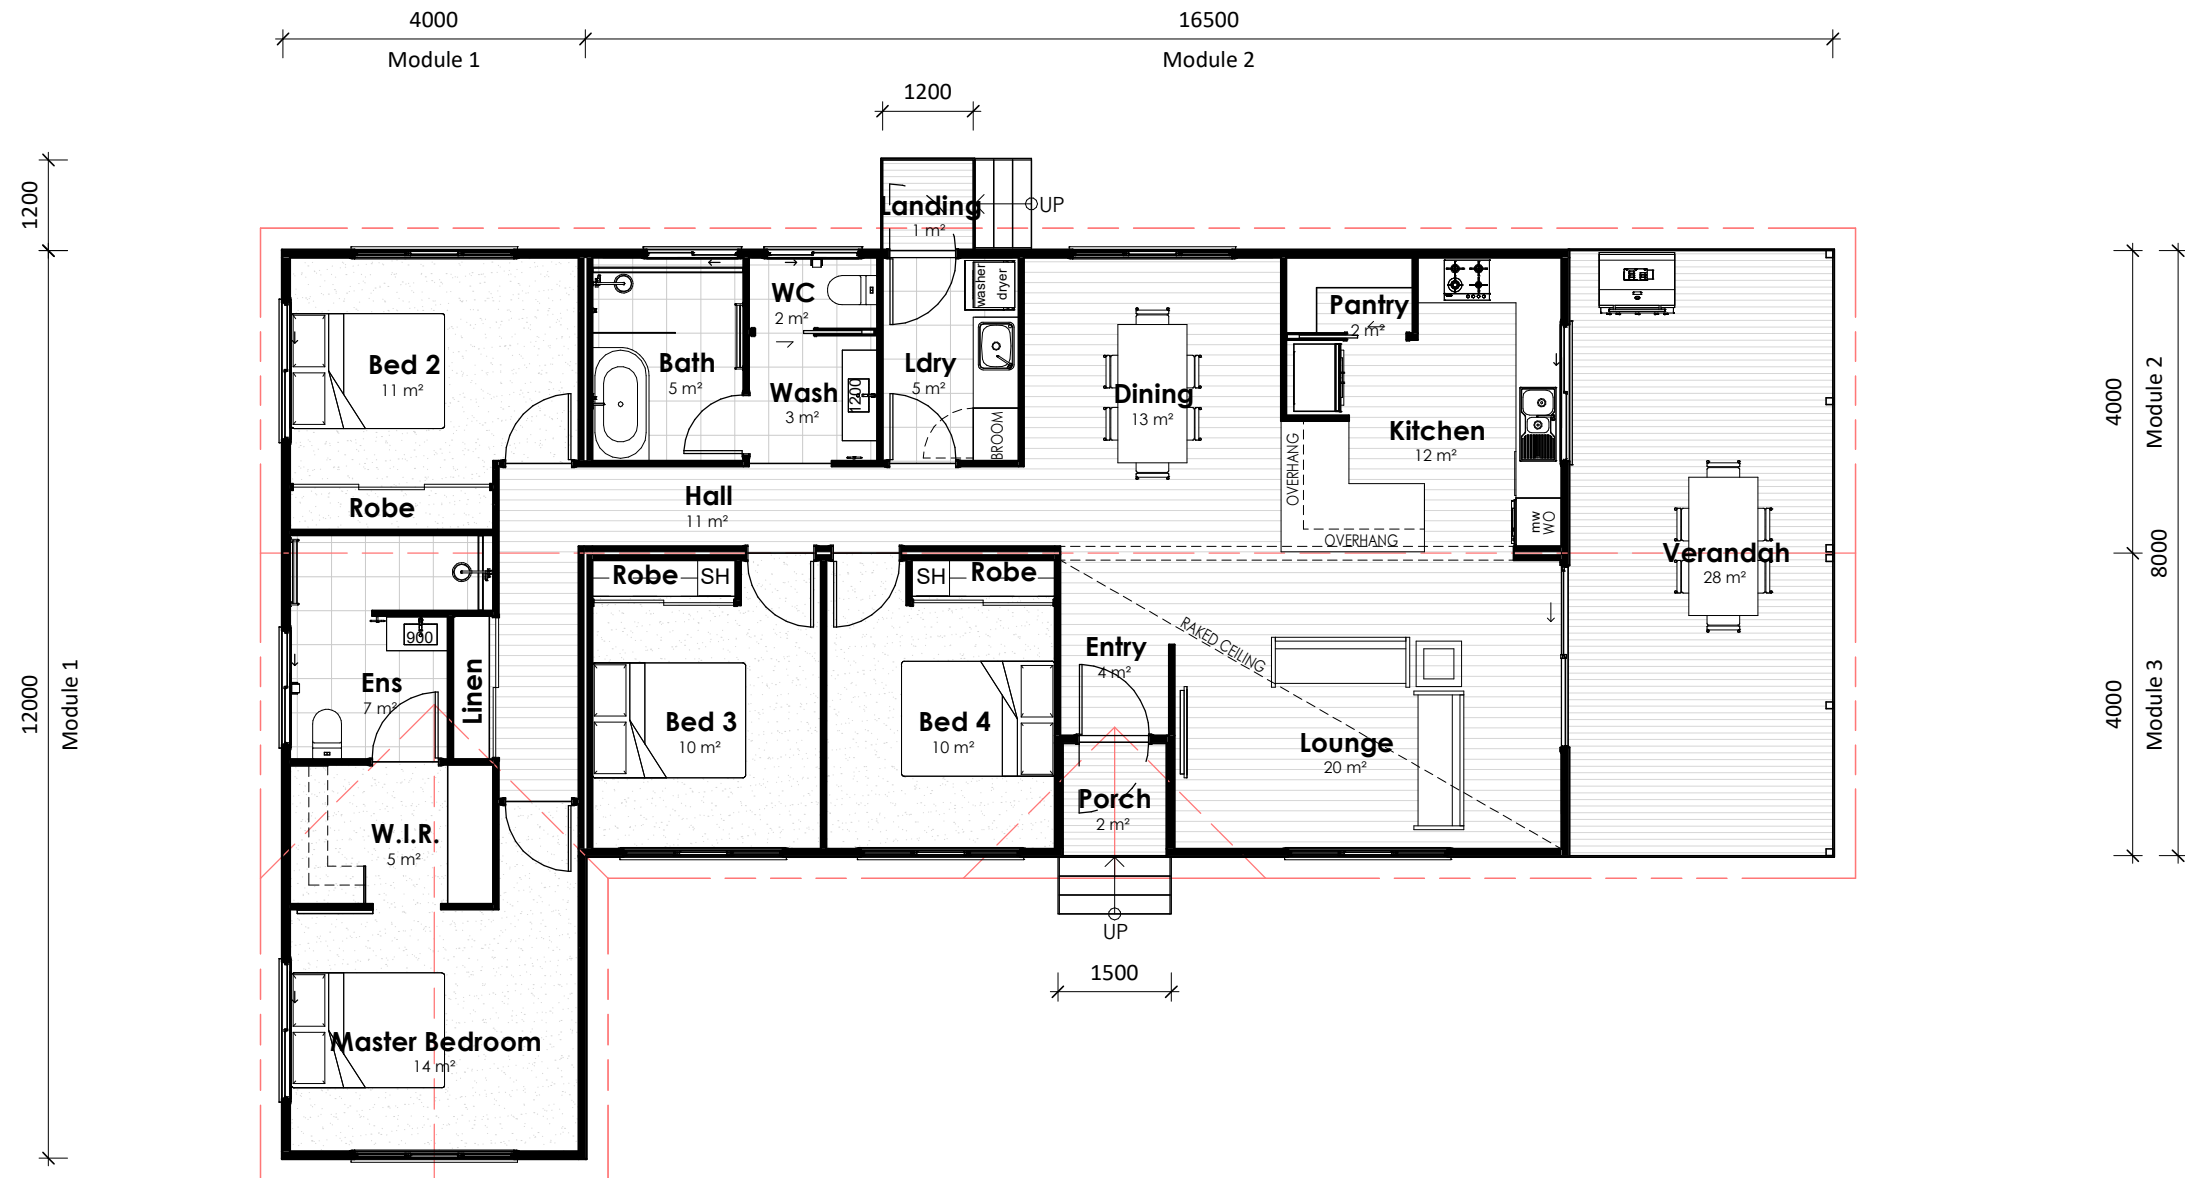 4000
16500
Module 1
Module 2
1200
1200
Landing
1 m²
UP
WC
2 m²
washer
dryer
Pantry
2 m²
Bed 2
11 m²
Bath
5 m²
Ldry
5 m²
Wash
3 m²
1200
Dining
13 m²
Kitchen
12 m²
BROOM
OVERHANG
OVERHANG
mw
WO
4000
Module 2
8000
Robe
Hall
11 m²
Verandah
28 m²
Robe
SH
SH
Robe
900
Linen
Ens
7 m²
Entry
4 m²
RAKED CEILING
12000
Module 1
4000
Module 3
Bed 3
10 m²
Bed 4
10 m²
Lounge
20 m²
Porch
2 m²
W.I.R.
5 m²
UP
1500
Master Bedroom
14 m²